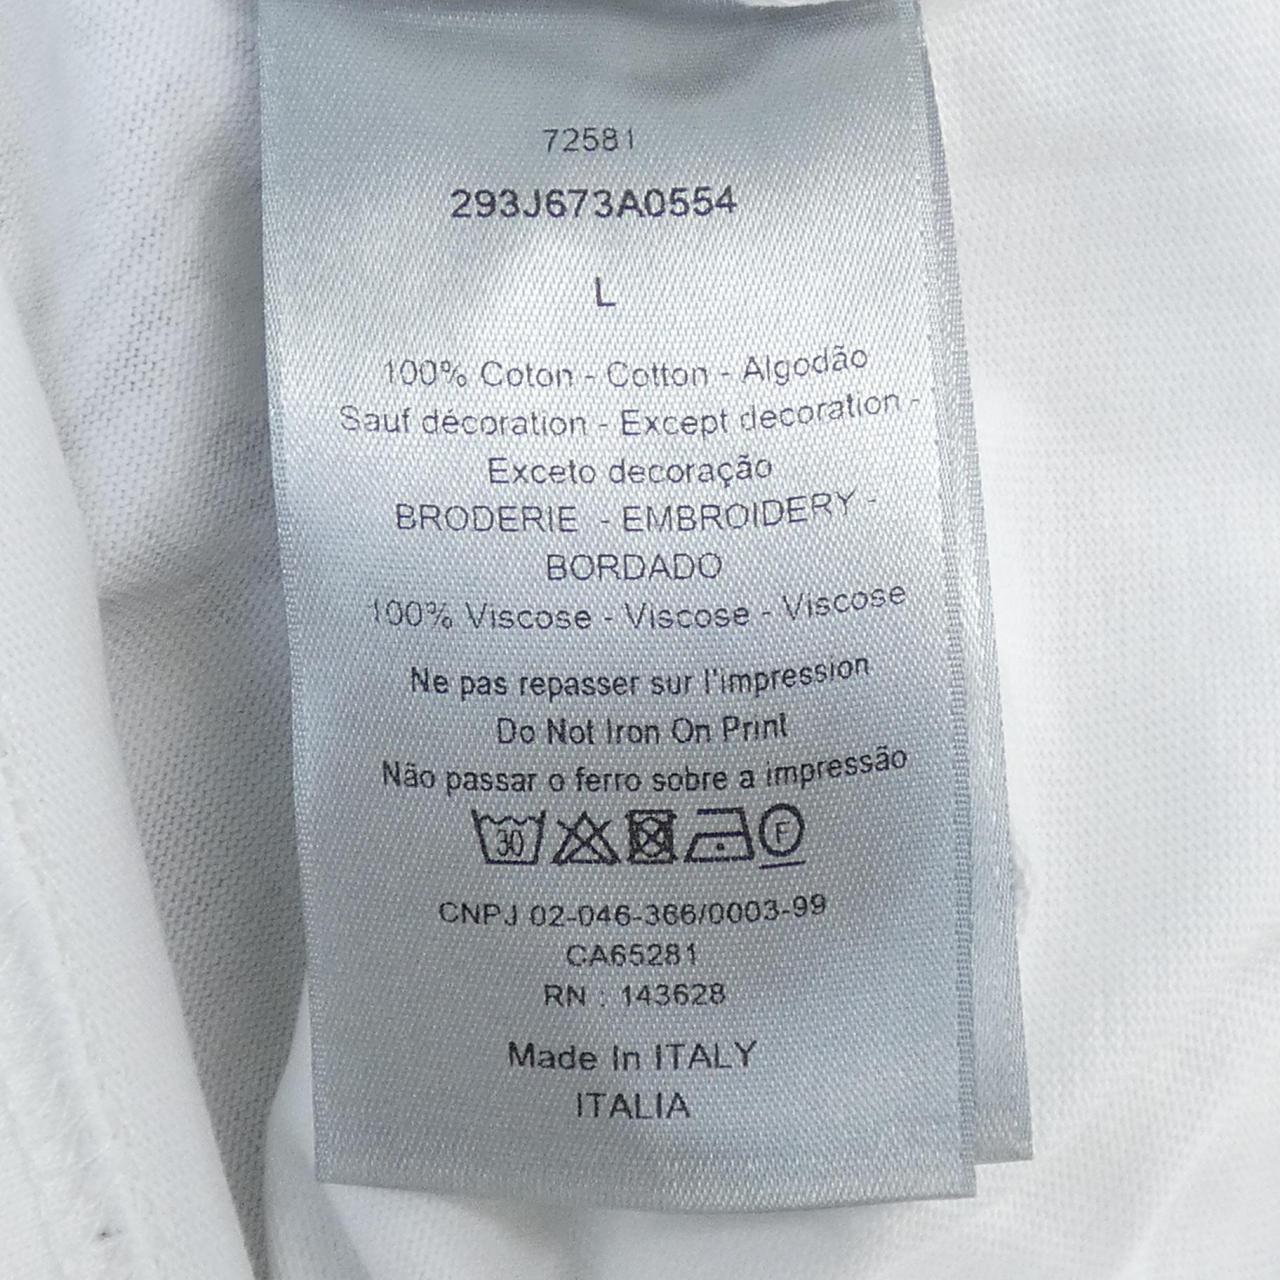 72581
293J673A0554
L
100% Coton - Cotton - Algodão
Sauf décoration - Except decoration -
Exceto decoração
BRODERIE - EMBROIDERY -
BORDADO
100% Viscose - Viscose - Viscose
Ne pas repasser sur l'impression
Do Not Iron On Print
Não passar o ferro sobre a impressão
30 F
CNPJ 02-046-366/0003-99
CA65281
RN : 143628
Made In ITALY
ITALIA